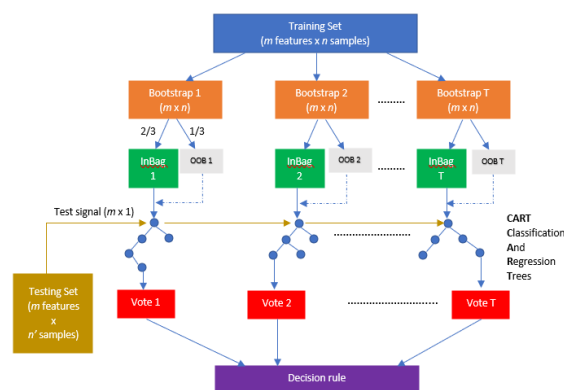 Training Set
(m features x n samples)
Bootstrap 1
(m x n)
Bootstrap 2
(m x n)
..........
Bootstrap T
(m x n)
2/3
1/3
InBag
1
OOB 1
InBag
2
OOB 2
..........
InBag
T
OOB T
Test signal (m x 1)
CART
Classification
And
Regression
Trees
Testing Set
(m features
x
n' samples)
Vote 1
Vote 2
Vote T
Decision rule